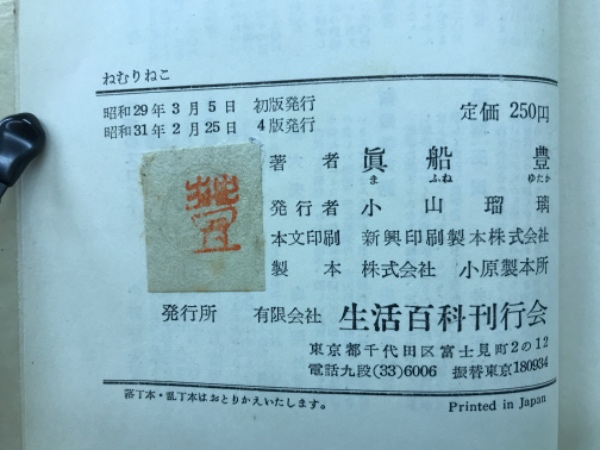 ねむりねこ
昭和29年3月5日 初版発行
昭和31年2月25日 4版発行
定価 250円
豊
著者 眞船豊
まふねゆたか
発行者 小山瑠璃
本文印刷 新興印刷製本株式会社
製本 株式会社 小原製本所
発行所 有限会社 生活百科刊行会
東京都千代田区富士見町2の12
電話九段(33)6006 振替東京180934
落丁本・乱丁本はおとりかえいたします。
Printed in Japan